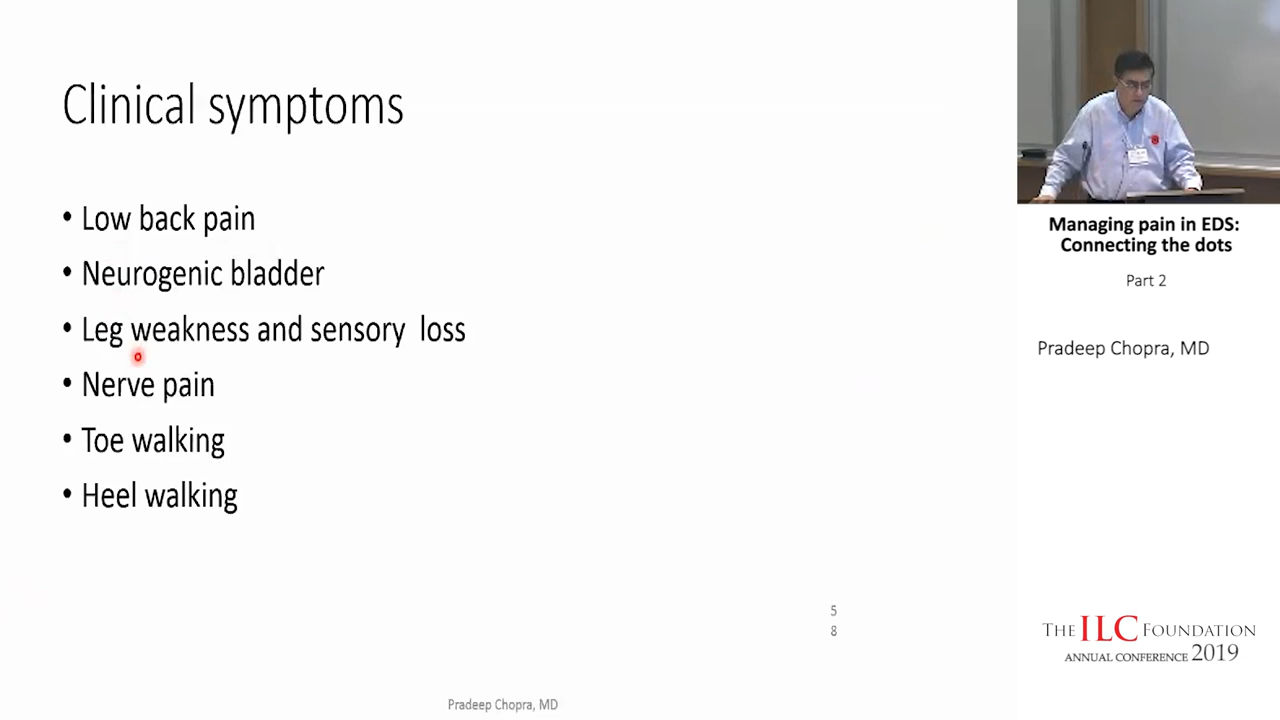 Clinical symptoms
• Low back pain
• Neurogenic bladder
• Leg weakness and sensory loss
• Nerve pain
• Toe walking
• Heel walking
5
8
Pradeep Chopra, MD
Managing pain in EDS:
Connecting the dots
Part 2
Pradeep Chopra, MD
THE ILC FOUNDATION
ANNUAL CONFERENCE 2019